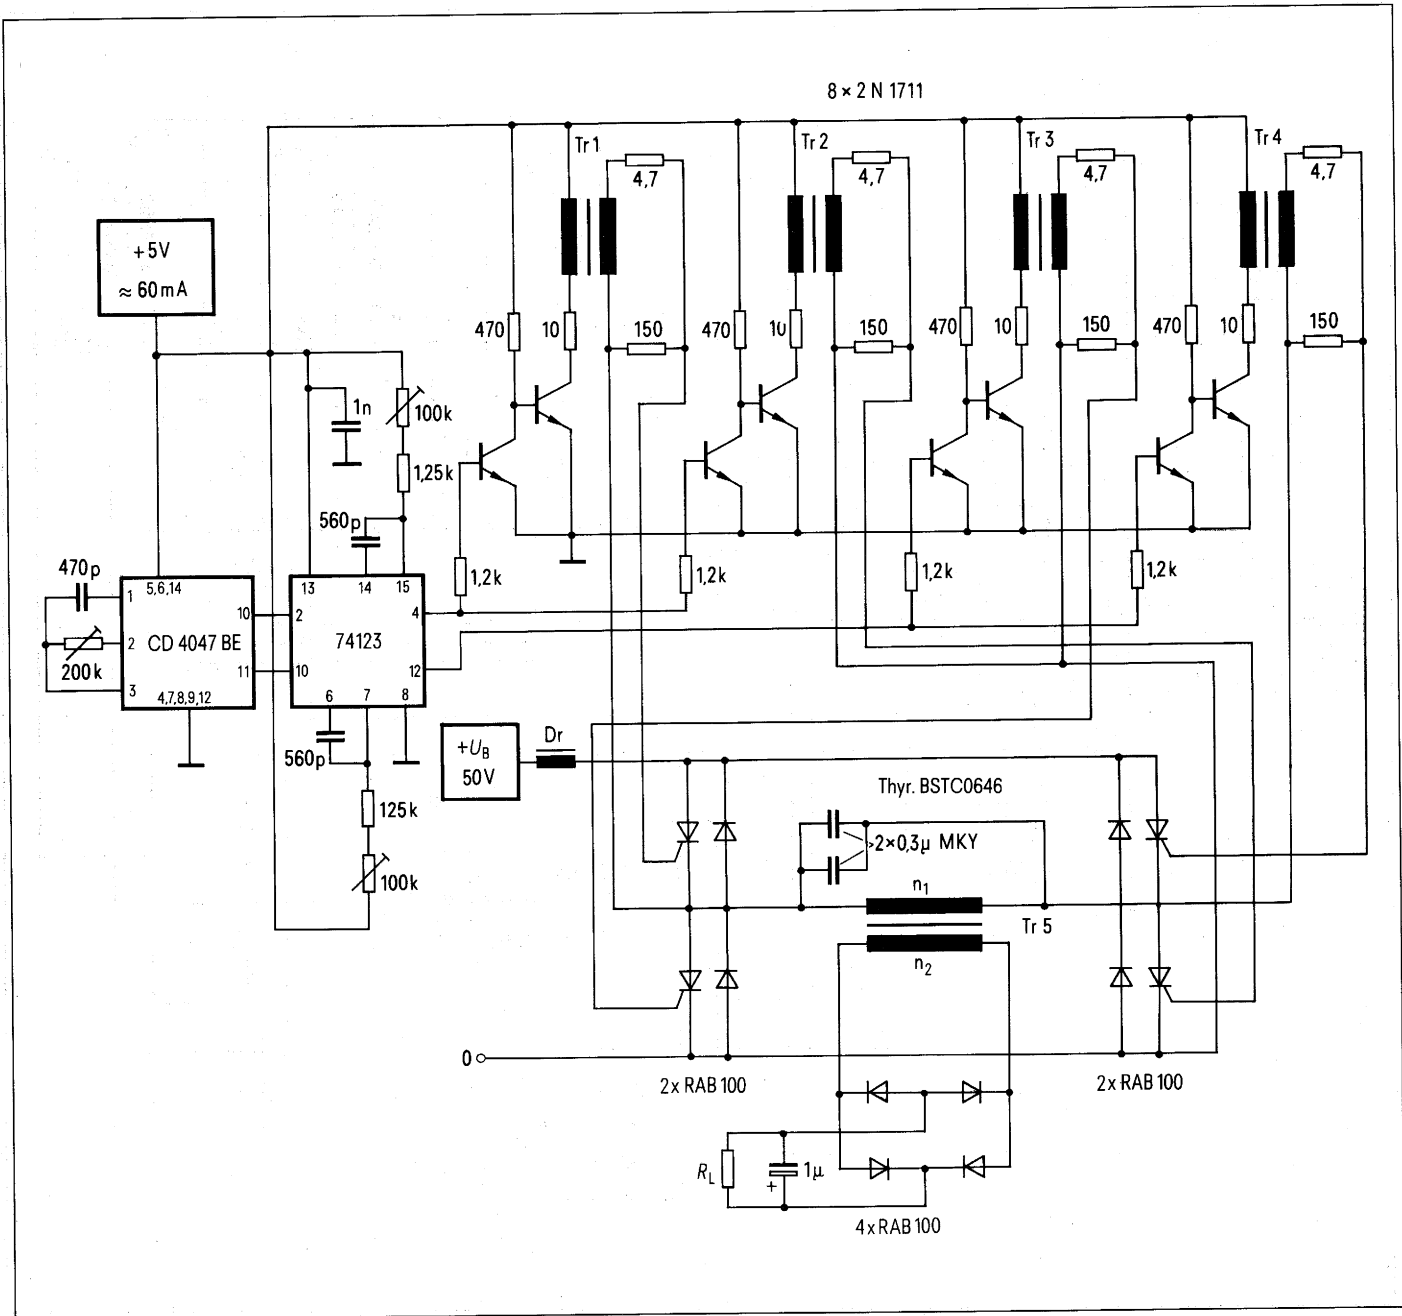 8 × 2 N 1711
Tr 1
Tr 2
Tr 3
Tr 4
4,7
4,7
4,7
4,7
+5V
≈ 60 mA
470
10
150
470
10
150
470
10
150
470
10
150
1n
100k
1,25k
560p
1,2k
1,2k
1,2k
1,2k
470p
200k
1
2
3
5,6,14
CD 4047 BE
4,7,8,9,12
10
11
13
14
15
2
10
74123
4
12
6
7
8
560p
125k
100k
+U_B
50V
Dr
Thyr. BSTC0646
2×0,3μ MKY
n₁
Tr 5
n₂
0
2x RAB 100
2x RAB 100
R_L
1μ
+
4x RAB 100